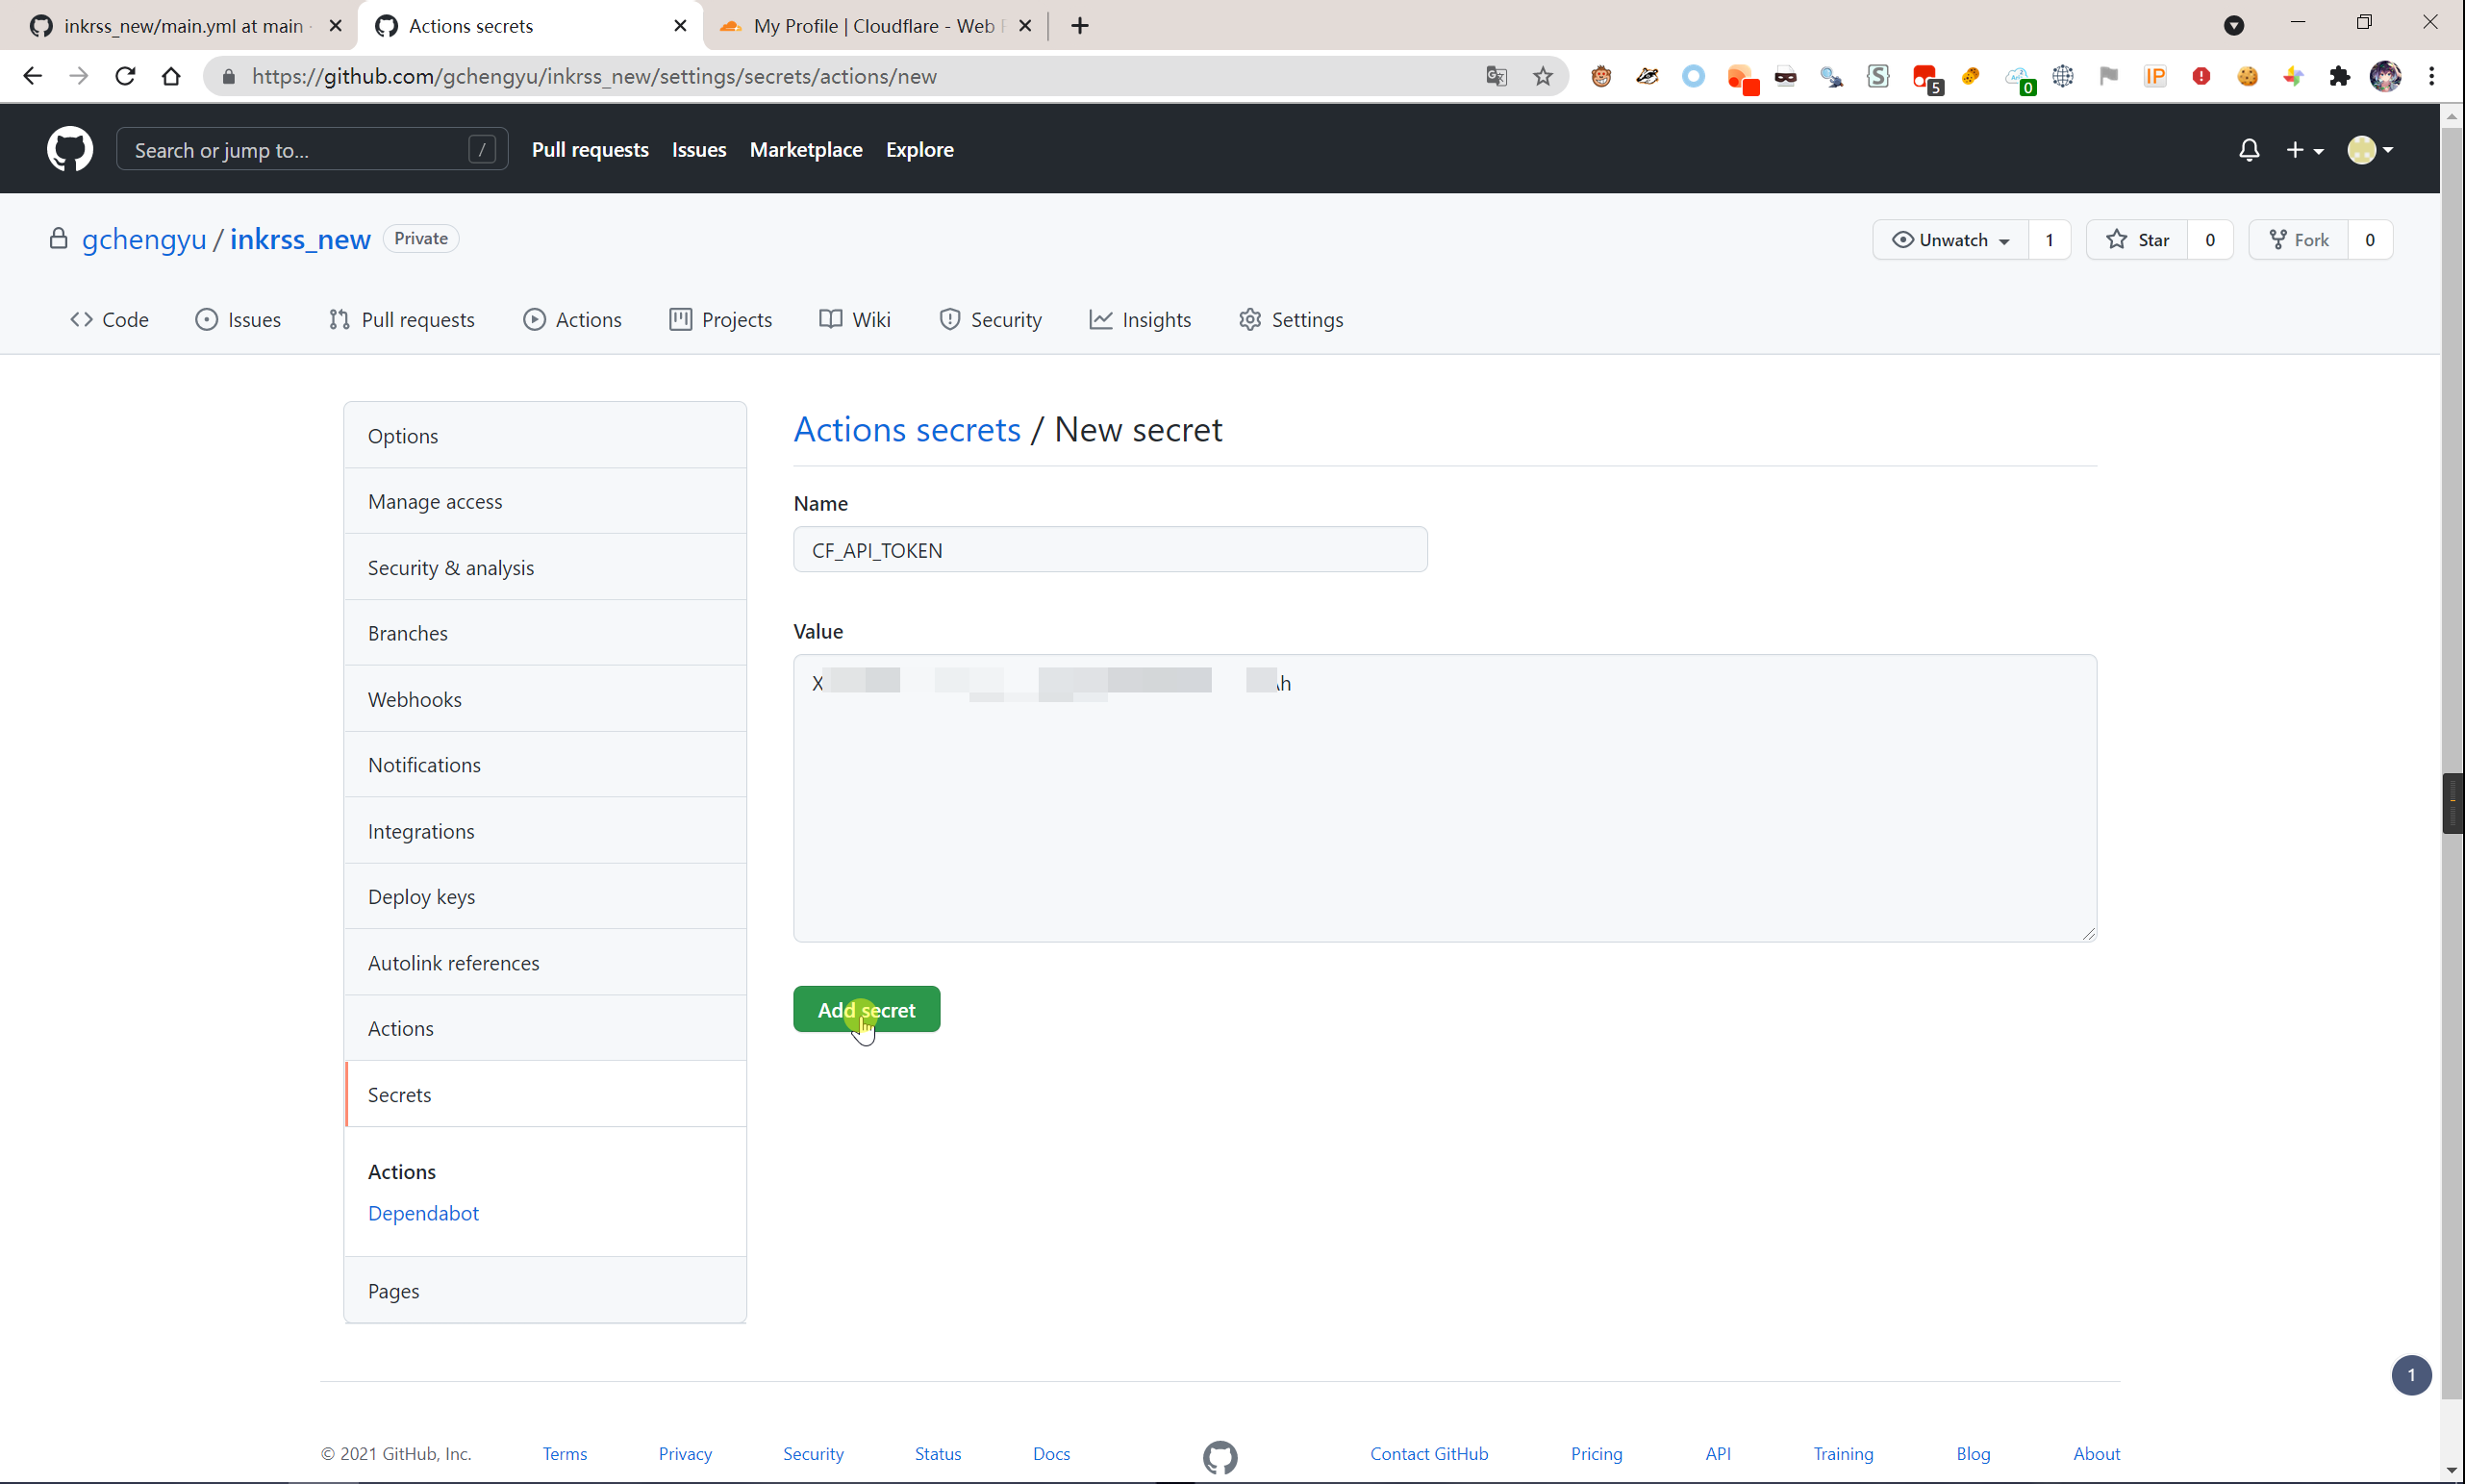 inkrss_new/main.yml at main
Actions secrets
My Profile | Cloudflare - Web
https://github.com/gchengyu/inkrss_new/settings/secrets/actions/new
5
0
IP
Search or jump to...
/
Pull requests
Issues
Marketplace
Explore
gchengyu / inkrss_new
Private
Unwatch
1
Star
0
Fork
0
Code
Issues
Pull requests
Actions
Projects
Wiki
Security
Insights
Settings
Options
Manage access
Security & analysis
Branches
Webhooks
Notifications
Integrations
Deploy keys
Autolink references
Actions
Secrets
Actions
Dependabot
Pages
Actions secrets / New secret
Name
CF_API_TOKEN
Value
Add secret
1
© 2021 GitHub, Inc.
Terms
Privacy
Security
Status
Docs
Contact GitHub
Pricing
API
Training
Blog
About